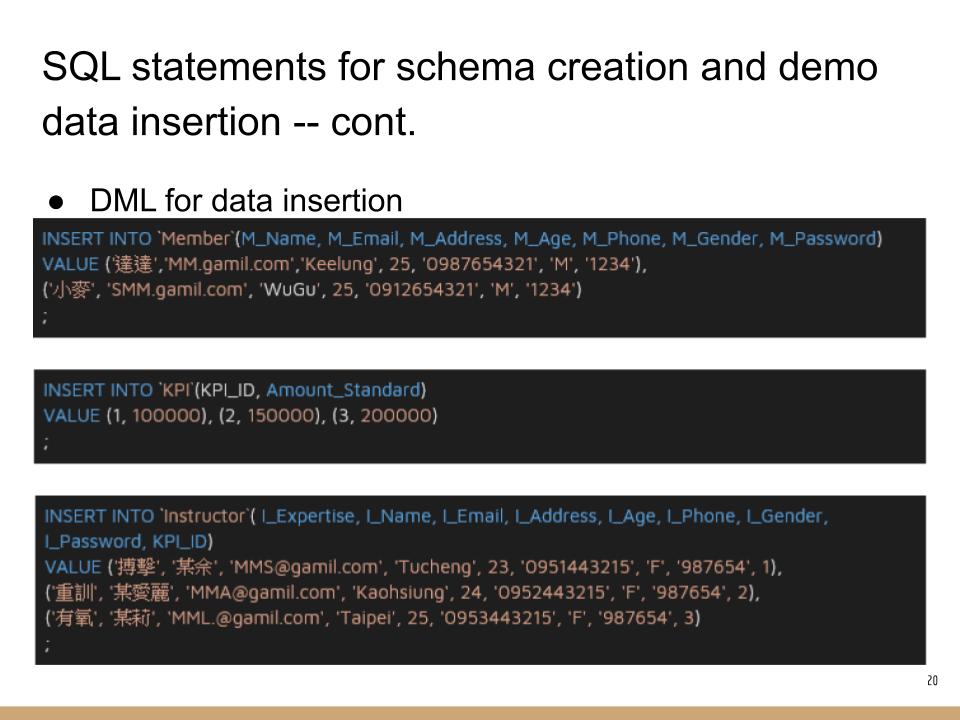 SQL statements for schema creation and demo
data insertion -- cont.
● DML for data insertion
INSERT INTO `Member`(M_Name, M_Email, M_Address, M_Age, M_Phone, M_Gender, M_Password)
VALUE ('達達','MM.gamil.com','Keelung', 25, '0987654321', 'M', '1234'),
('小麥', 'SMM.gamil.com', 'WuGu', 25, '0912654321', 'M', '1234')
;
INSERT INTO `KPI`(KPI_ID, Amount_Standard)
VALUE (1, 100000), (2, 150000), (3, 200000)
;
INSERT INTO `Instructor`( I_Expertise, I_Name, I_Email, I_Address, I_Age, I_Phone, I_Gender,
I_Password, KPI_ID)
VALUE ('搏擊', '某余', 'MMS@gamil.com', 'Tucheng', 23, '0951443215', 'F', '987654', 1),
('重訓', '某愛麗', 'MMA@gamil.com', 'Kaohsiung', 24, '0952443215', 'F', '987654', 2),
('有氧', '某莉', 'MML.@gamil.com', 'Taipei', 25, '0953443215', 'F', '987654', 3)
;
20